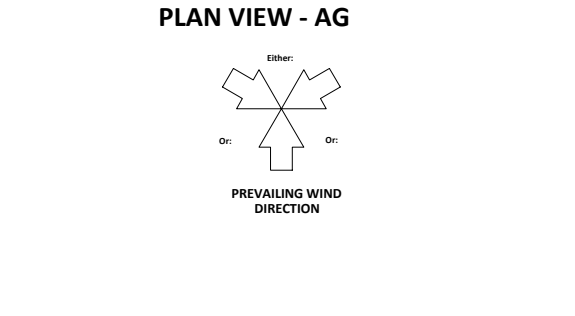 PLAN VIEW - AG
Either:
Or:
Or:
PREVAILING WIND
DIRECTION